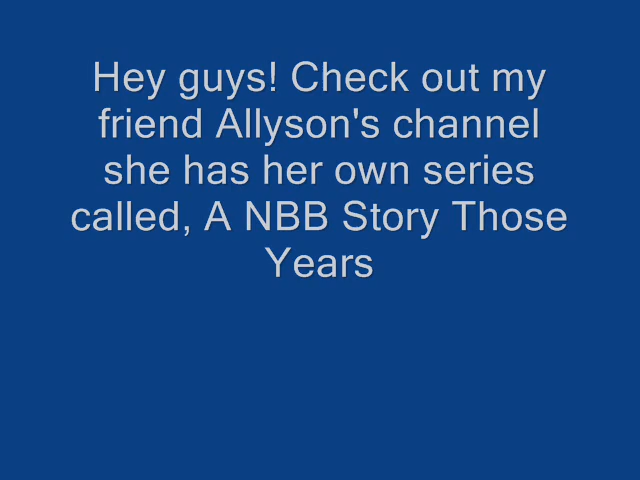 Hey guys! Check out my
friend Allyson's channel
she has her own series
called, A NBB Story Those
Years